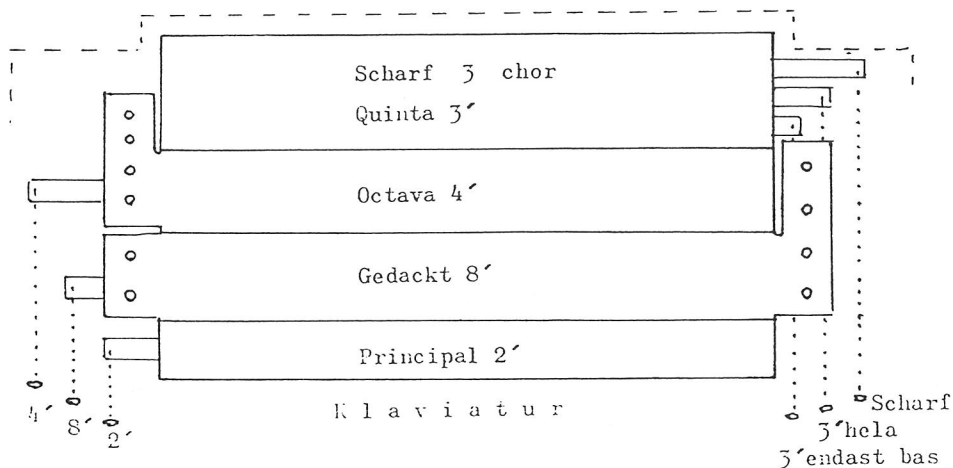 Scharf 3 chor
Quinta 3′
Octava 4′
Gedackt 8′
Principal 2′
Klaviatur
4′
8′
2′
Scharf
3′hela
3′endast bas